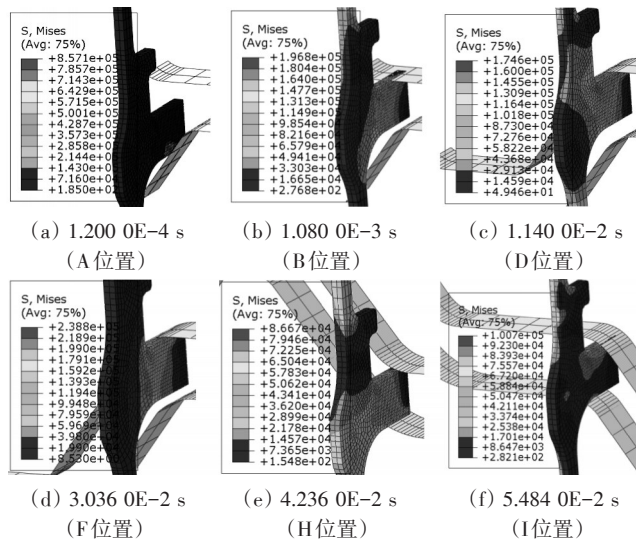 S, Mises
(Avg: 75%)
+8.571e+05
+7.857e+05
+7.143e+05
+6.429e+05
+5.715e+05
+5.001e+05
+4.287e+05
+3.573e+05
+2.858e+05
+2.144e+05
+1.430e+05
+7.160e+04
+1.850e+02
S, Mises
(Avg: 75%)
+1.968e+05
+1.804e+05
+1.640e+05
+1.477e+05
+1.313e+05
+1.149e+05
+9.854e+04
+8.216e+04
+6.579e+04
+4.941e+04
+3.303e+04
+1.665e+04
+2.768e+02
S, Mises
(Avg: 75%)
+1.746e+05
+1.600e+05
+1.455e+05
+1.309e+05
+1.164e+05
+1.018e+05
+8.730e+04
+7.276e+04
+5.822e+04
+4.368e+04
+2.913e+04
+1.459e+04
+4.946e+01
(a) 1.200 0E-4 s
(A位置)
(b) 1.080 0E-3 s
(B位置)
(c) 1.140 0E-2 s
(D位置)
S, Mises
(Avg: 75%)
+2.388e+05
+2.189e+05
+1.990e+05
+1.791e+05
+1.592e+05
+1.393e+05
+1.194e+05
+9.948e+04
+7.959e+04
+5.969e+04
+3.980e+04
+1.990e+04
S, Mises
(Avg: 75%)
+8.667e+04
+7.946e+04
+7.225e+04
+6.504e+04
+5.783e+04
+5.062e+04
+4.341e+04
+3.620e+04
+2.899e+04
+2.178e+04
+1.457e+04
+7.365e+03
+1.548e+02
S, Mises
(Avg: 75%)
+1.007e+05
+9.230e+04
+8.393e+04
+7.557e+04
+6.720e+04
+5.884e+04
+5.047e+04
+4.211e+04
+3.374e+04
+2.538e+04
+1.701e+04
+8.647e+03
+2.821e+02
(d) 3.036 0E-2 s
(F位置)
(e) 4.236 0E-2 s
(H位置)
(f) 5.484 0E-2 s
(I位置)